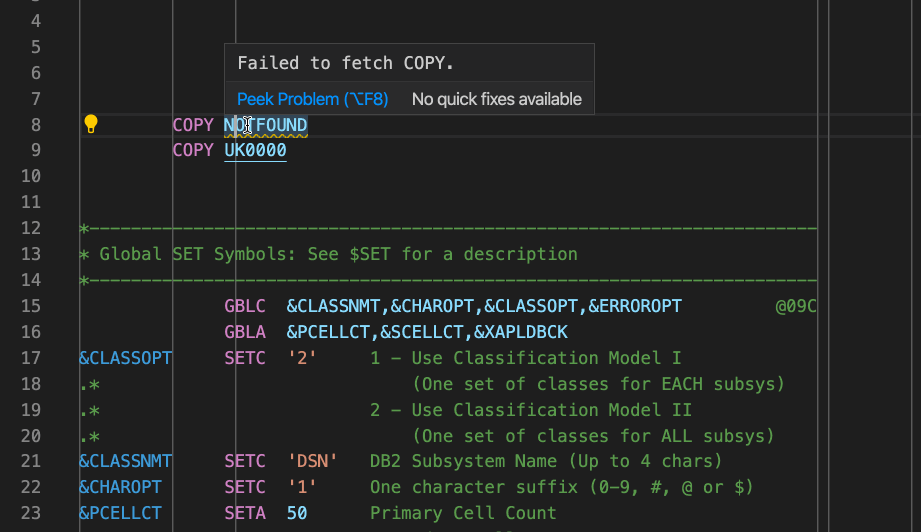 4
5
6
Failed to fetch COPY.
7
Peek Problem (⌥F8) No quick fixes available
8 COPY NOTFOUND
9 COPY UK0000
10
11
12 *----------------------------------------------------------------------
13 * Global SET Symbols: See $SET for a description
14 *----------------------------------------------------------------------
15 GBLC &CLASSNMT,&CHAROPT,&CLASSOPT,&ERROROPT @09C
16 GBLA &PCELLCT,&SCELLCT,&XAPLDBCK
17 &CLASSOPT SETC '2' 1 - Use Classification Model I
18 .* (One set of classes for EACH subsys)
19 .* 2 - Use Classification Model II
20 .* (One set of classes for ALL subsys)
21 &CLASSNMT SETC 'DSN' DB2 Subsystem Name (Up to 4 chars)
22 &CHAROPT SETC '1' One character suffix (0-9, #, @ or $)
23 &PCELLCT SETA 50 Primary Cell Count